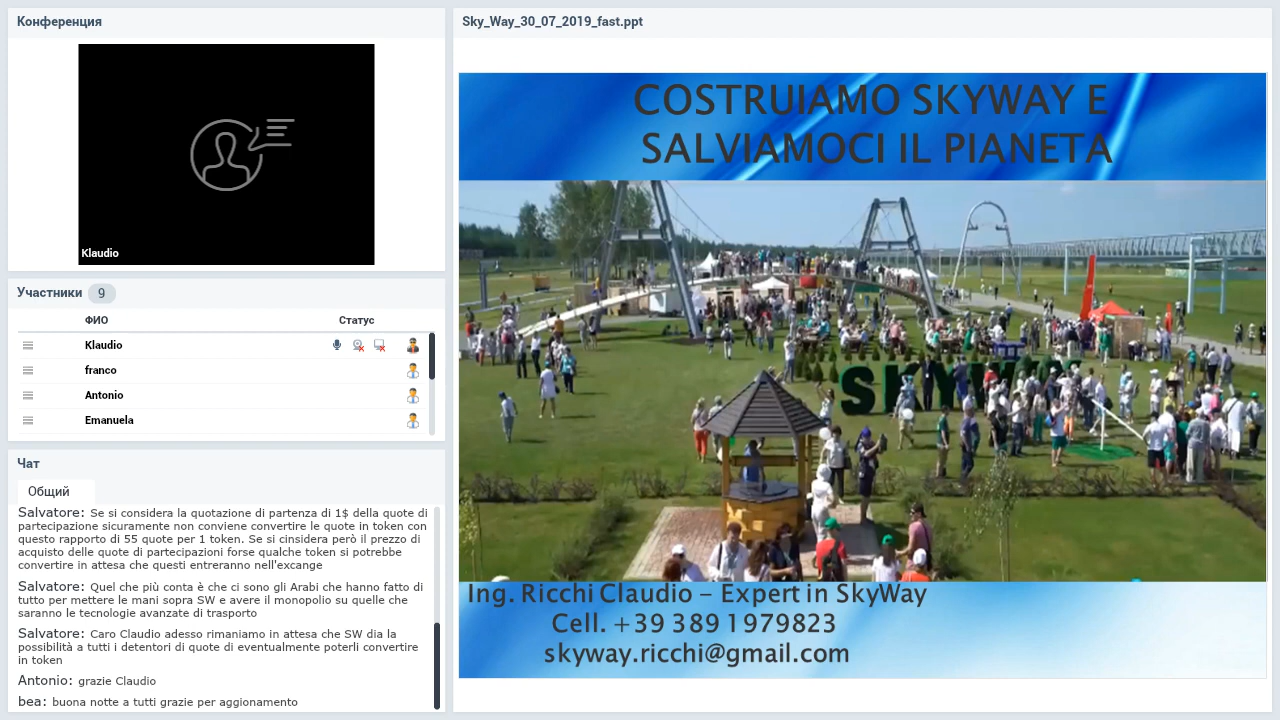 Конференция
Klaudio
Участники 9
ФИО Статус
Klaudio
franco
Antonio
Emanuela
Чат
Общий
Salvatore: Se si considera la quotazione di partenza di 1$ della quote di
partecipazione sicuramente non conviene convertire le quote in token con
questo rapporto di 55 quote per 1 token. Se si cinsidera però il prezzo di
acquisto delle quote di partecipazioni forse qualche token si potrebbe
convertire in attesa che questi entreranno nell'excange
Salvatore: Quel che più conta è che ci sono gli Arabi che hanno fatto di
tutto per mettere le mani sopra SW e avere il monopolio su quelle che
saranno le tecnologie avanzate di trasporto
Salvatore: Caro Claudio adesso rimaniamo in attesa che SW dia la
possibilità a tutti i detentori di quote di eventualmente poterli convertire
in token
Antonio: grazie Claudio
bea: buona notte a tutti grazie per aggionamento
Sky_Way_30_07_2019_fast.ppt
COSTRUIAMO SKYWAY E
SALVIAMOCI IL PIANETA
SKYWAY
Ing. Ricchi Claudio – Expert in SkyWay
Cell. +39 389 1979823
skyway.ricchi@gmail.com